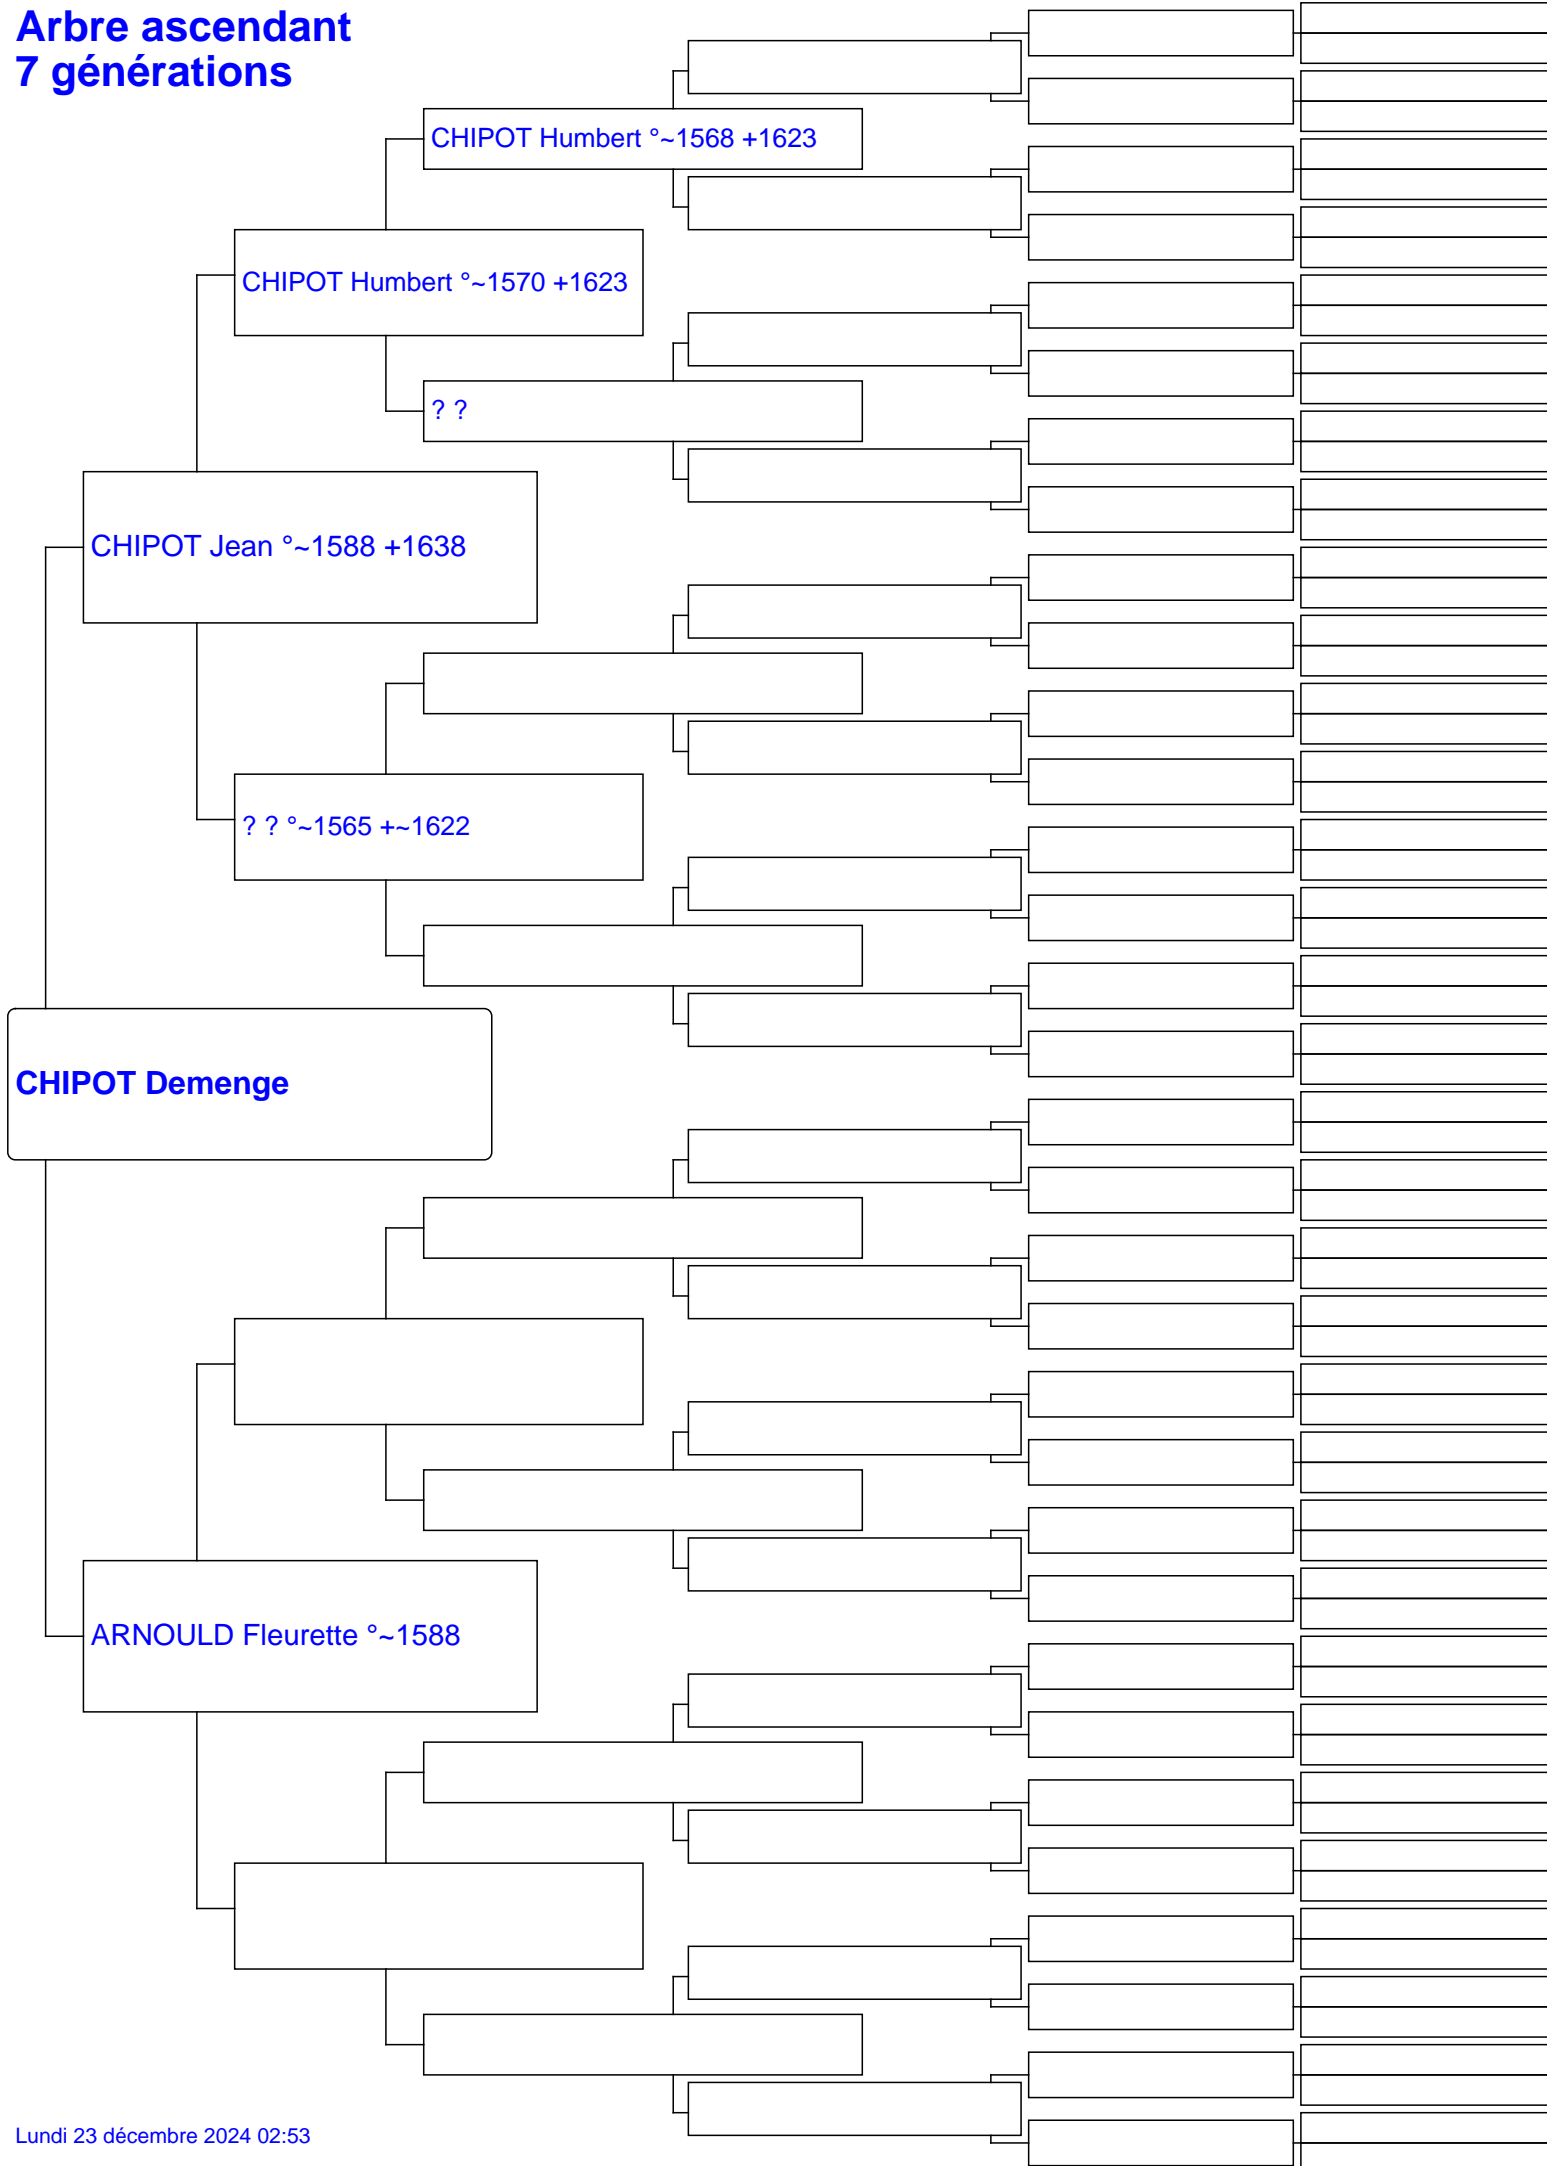 Arbre ascendant
7 générations
CHIPOT Humbert °~1568 +1623
CHIPOT Humbert °~1570 +1623
? ?
CHIPOT Jean °~1588 +1638
? ? °~1565 +~1622
CHIPOT Demenge
ARNOULD Fleurette °~1588
Lundi 23 décembre 2024 02:53